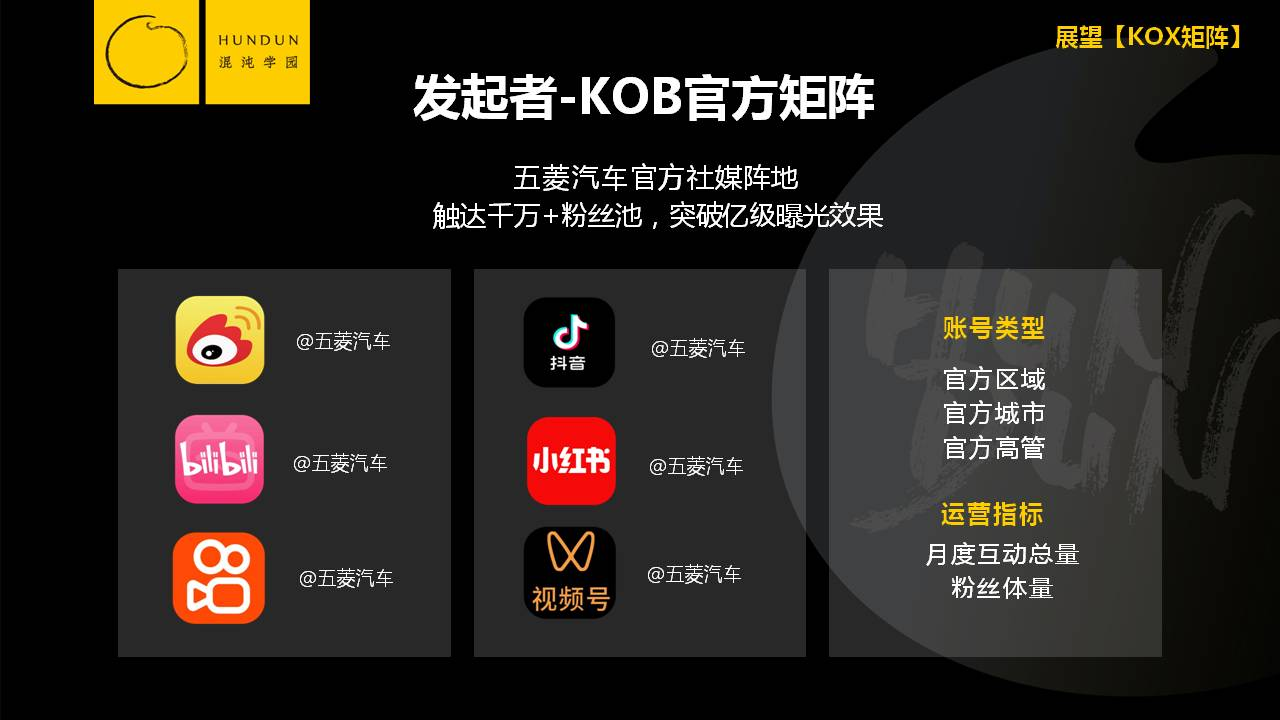 HUNDUN
混沌学园
展望【KOX矩阵】
发起者-KOB官方矩阵
五菱汽车官方社媒阵地
触达千万+粉丝池，突破亿级曝光效果
@五菱汽车
bilibili
@五菱汽车
@五菱汽车
抖音
@五菱汽车
小红书
@五菱汽车
视频号
@五菱汽车
账号类型
官方区域
官方城市
官方高管
运营指标
月度互动总量
粉丝体量